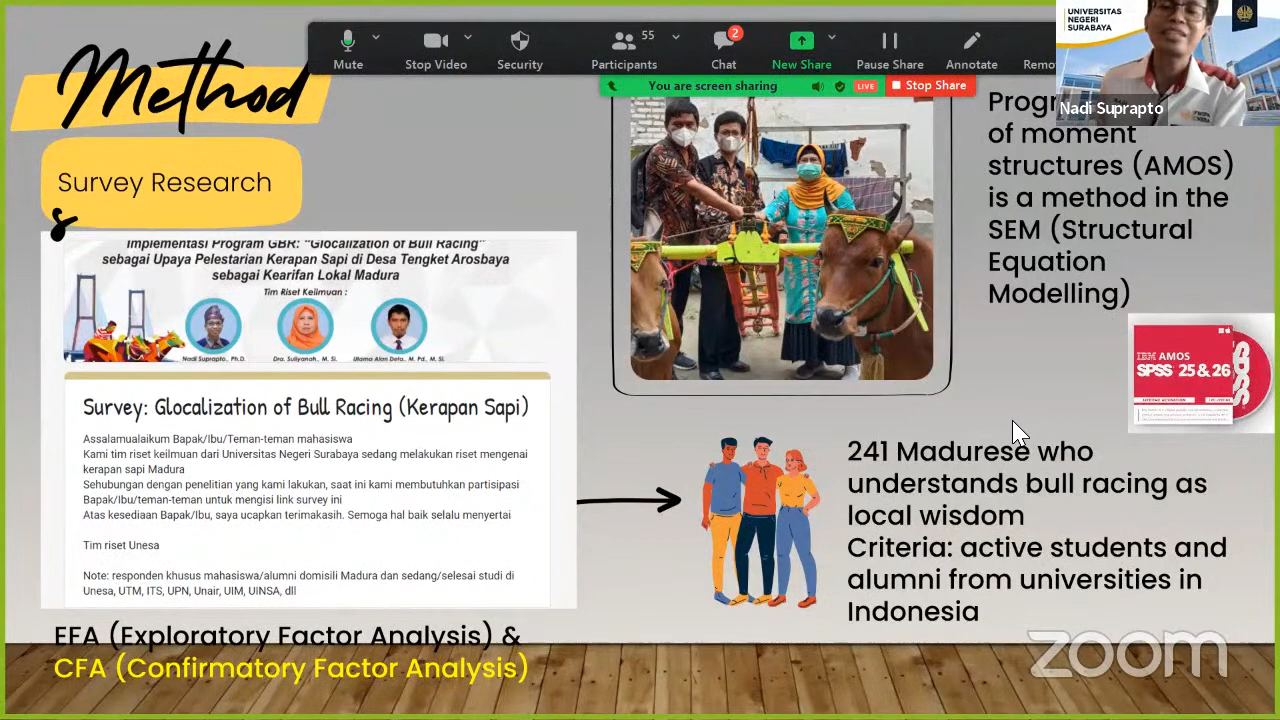 Method
Survey Research
Mute
Stop Video
Security
Participants
55
Chat
2
New Share
Pause Share
Annotate
You are screen sharing
LIVE
Stop Share
UNIVERSITAS
NEGERI
SURABAYA
Nadi Suprapto
of moment
structures (AMOS)
is a method in the
SEM (Structural
Equation
Modelling)
IBM AMOS
SPSS 25 & 26
SPSS
Implementasi Program GBR: "Glocalization of Bull Racing"
sebagai Upaya Pelestarian Kerapan Sapi di Desa Tengket Arosbaya
sebagai Kearifan Lokal Madura
Tim Riset Keilmuan :
Nadi Suprapto., Ph.D.
Dra. Suliyanah., M. Si.
Utama Alan Deta., M. Pd., M. Si.
Survey: Glocalization of Bull Racing (Kerapan Sapi)
Assalamualaikum Bapak/Ibu/Teman-teman mahasiswa
Kami tim riset keilmuan dari Universitas Negeri Surabaya sedang melakukan riset mengenai
kerapan sapi Madura
Sehubungan dengan penelitian yang kami lakukan, saat ini kami membutuhkan partisipasi
Bapak/Ibu/teman-teman untuk mengisi link survey ini
Atas kesediaan Bapak/Ibu, saya ucapkan terimakasih. Semoga hal baik selalu menyertai
Tim riset Unesa
Note: responden khusus mahasiswa/alumni domisili Madura dan sedang/selesai studi di
Unesa, UTM, ITS, UPN, Unair, UIM, UINSA, dll
241 Madurese who
understands bull racing as
local wisdom
Criteria: active students and
alumni from universities in
Indonesia
EFA (Exploratory Factor Analysis) &
CFA (Confirmatory Factor Analysis)
zoom